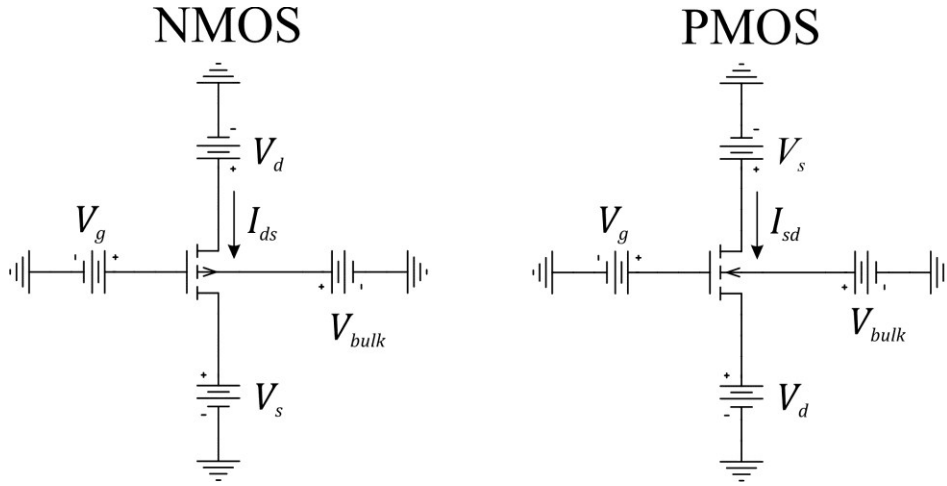 NMOS PMOS
-
-
V_d
V_s
+
+
V_g
I_ds
V_g
I_sd
- +
- +
+ -
+ -
V_bulk
V_bulk
+
+
V_s
V_d
-
-